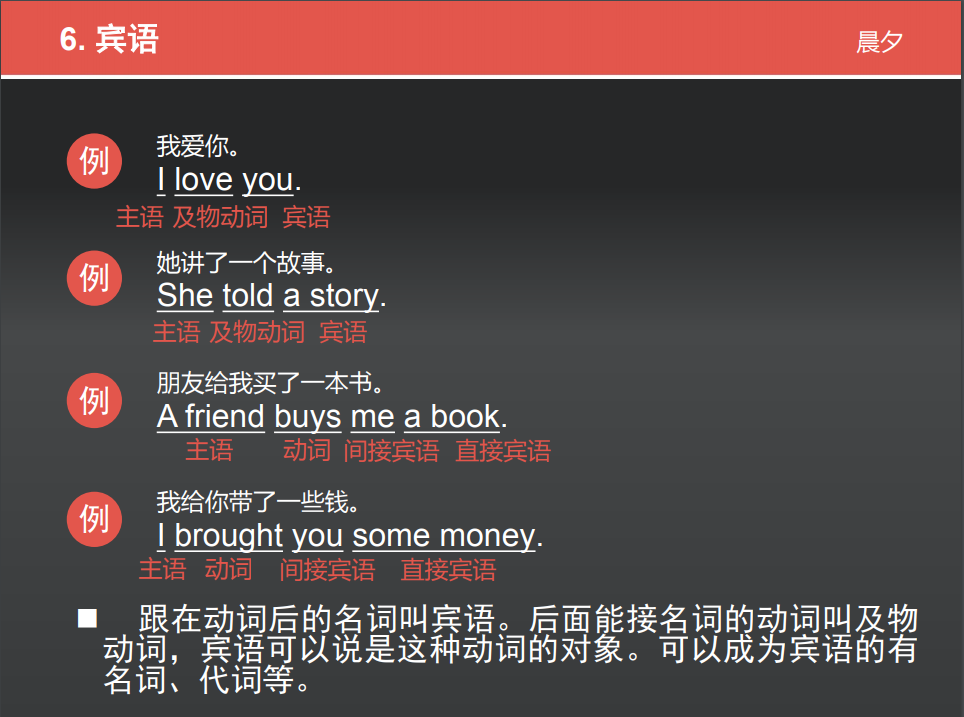 6. 宾语
晨夕
例
我爱你。
I love you.
主语 及物动词 宾语
例
她讲了一个故事。
She told a story.
主语 及物动词 宾语
例
朋友给我买了一本书。
A friend buys me a book.
主语 动词 间接宾语 直接宾语
例
我给你带了一些钱。
I brought you some money.
主语 动词 间接宾语 直接宾语
■ 跟在动词后的名词叫宾语。后面能接名词的动词叫及物
动词，宾语可以说是这种动词的对象。可以成为宾语的有
名词、代词等。